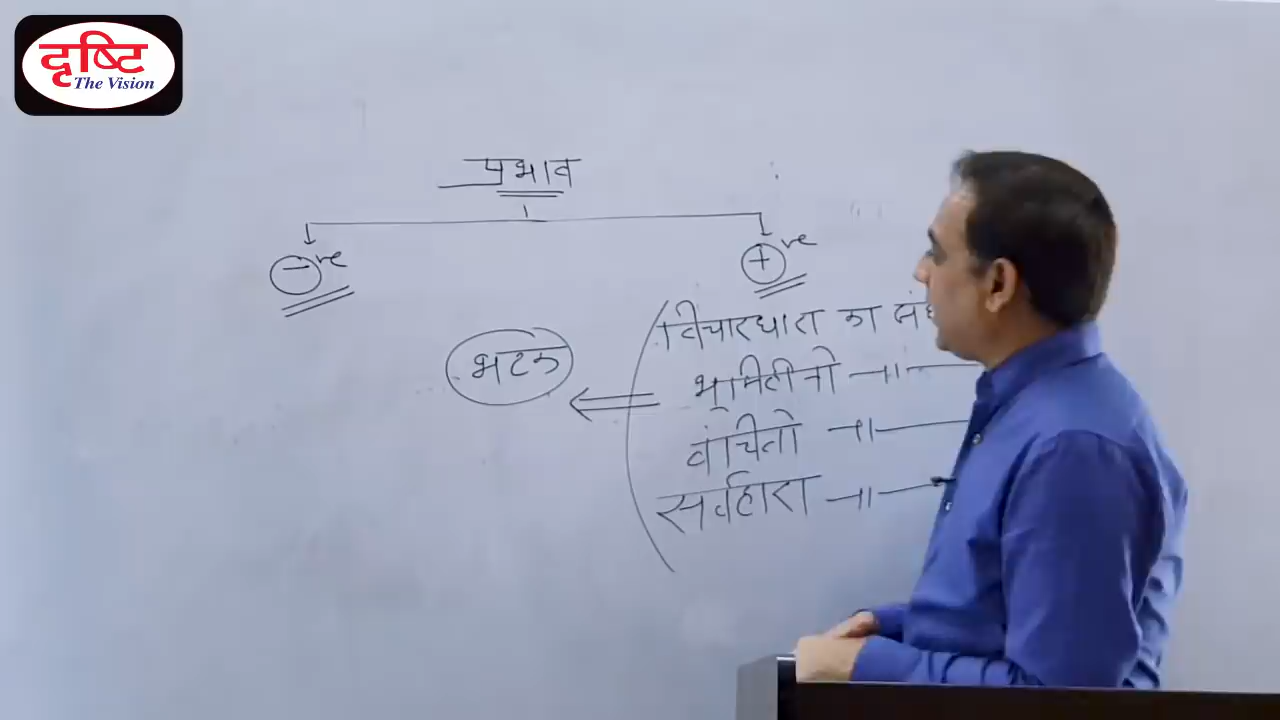 दृष्टि
The Vision
प्रभाव
-ve
+ve
विचारधारा का
भूमिहीनो -॥-
वंचितो -॥-
सर्वहारा -॥-
भटके